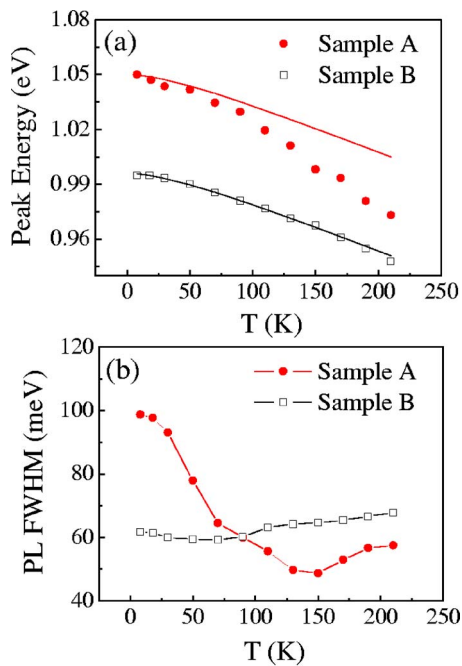 (a)
Sample A
Sample B
Peak Energy (eV)
1.08
1.05
1.02
0.99
0.96
0 50 100 150 200 250
T (K)
(b)
Sample A
Sample B
PL FWHM (meV)
120
100
80
60
40
0 50 100 150 200 250
T (K)